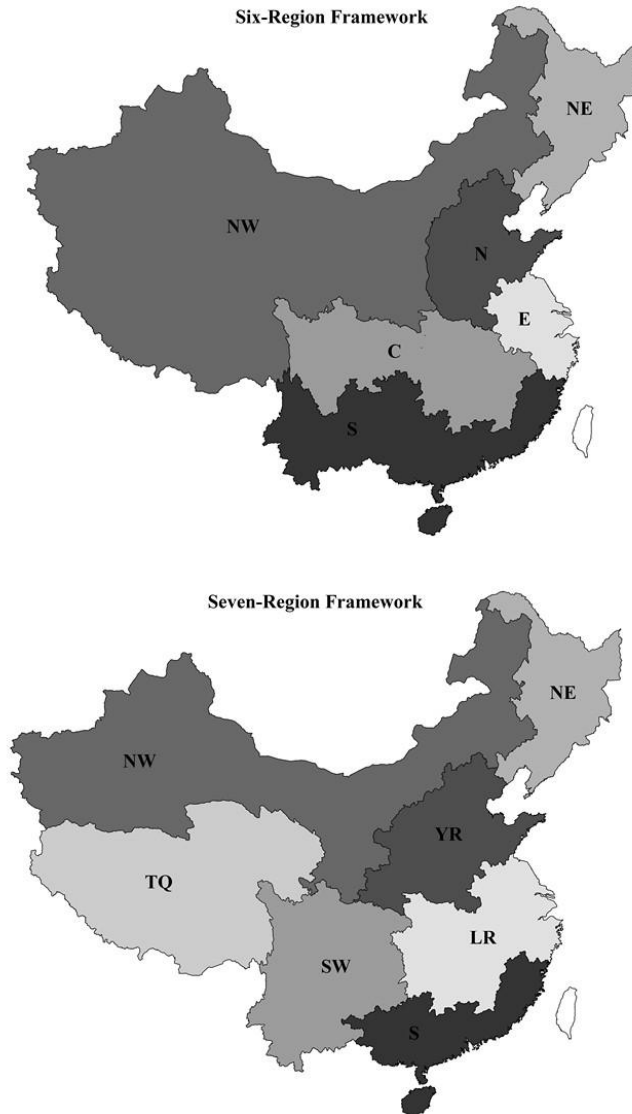 Six-Region Framework
NE
NW
N
E
C
S
Seven-Region Framework
NE
NW
YR
TQ
LR
SW
S